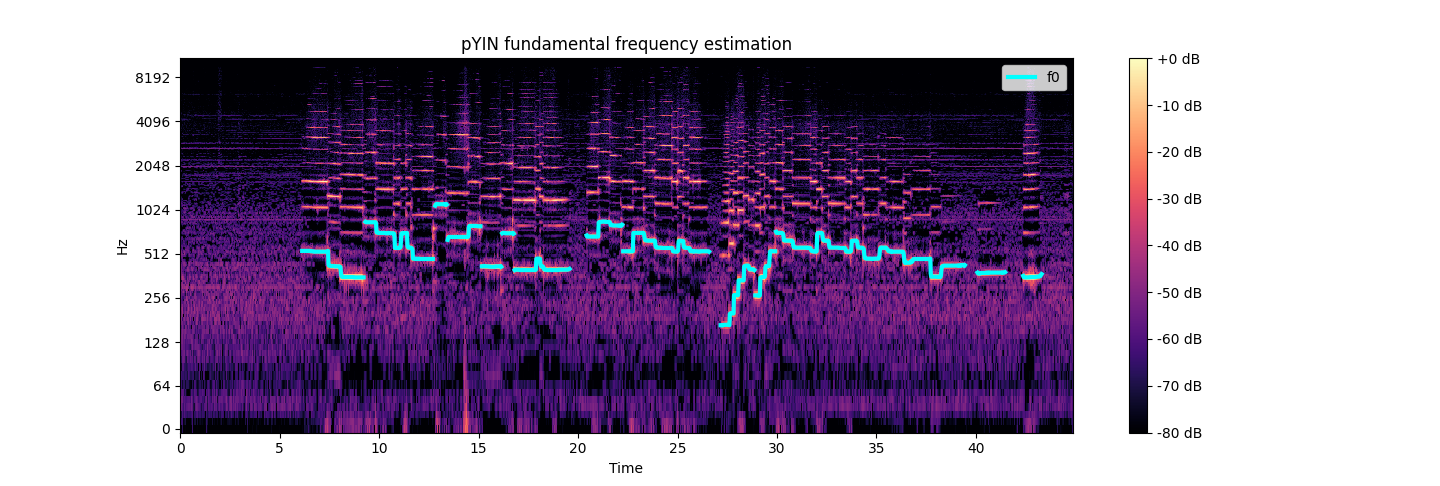 pYIN fundamental frequency estimation
f0
Hz
8192
4096
2048
1024
512
256
128
64
0
0 5 10 15 20 25 30 35 40
Time
+0 dB
-10 dB
-20 dB
-30 dB
-40 dB
-50 dB
-60 dB
-70 dB
-80 dB